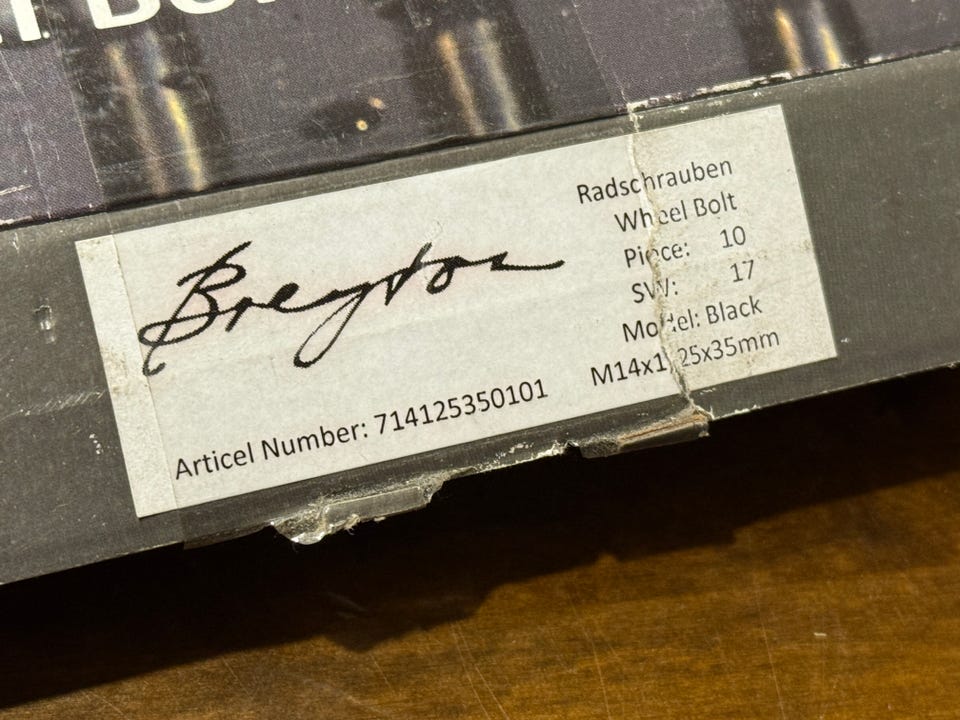 Breyton
Radschrauben
Wheel Bolt
Piece: 10
SW: 17
Model: Black
M14x1,25x35mm
Articel Number: 714125350101